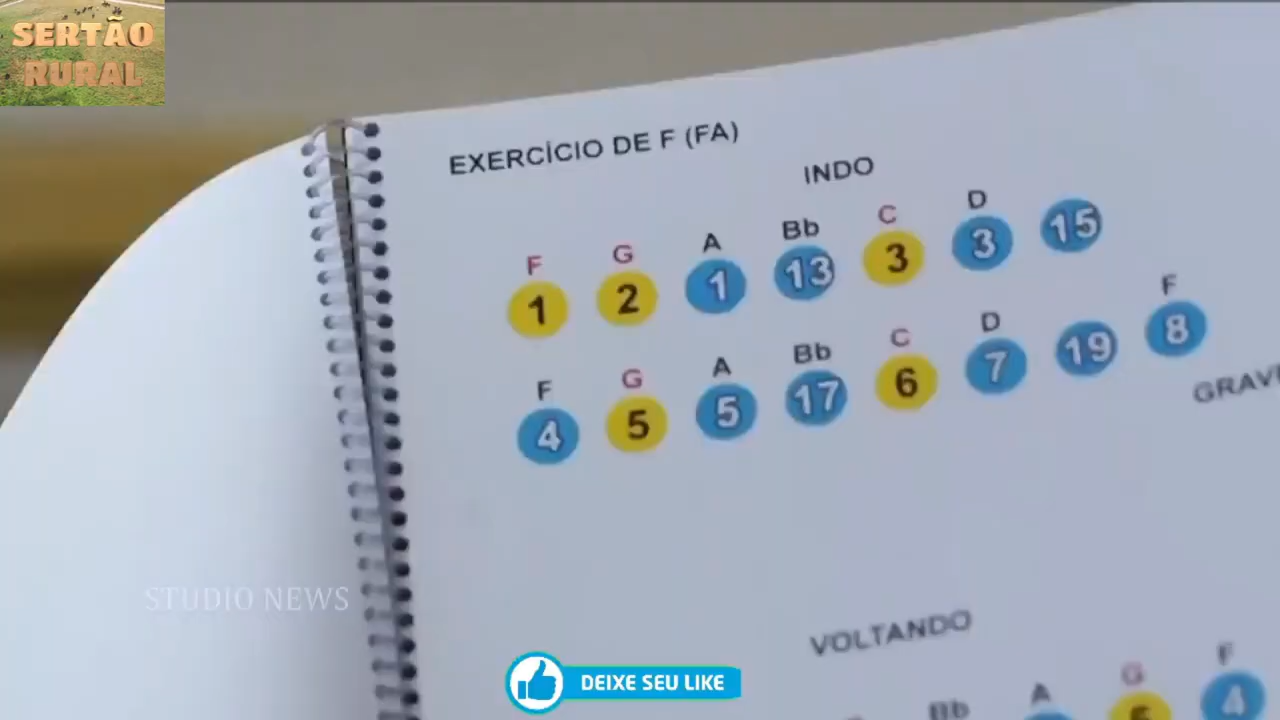 SERTÃO
RURAL
EXERCÍCIO DE F (FA)
INDO
F G A Bb C D
1 2 1 13 3 3 15
F G A Bb C D F
4 5 5 17 6 7 19 8
VOLTANDO
Bb A G F
4
STUDIO NEWS
DEIXE SEU LIKE